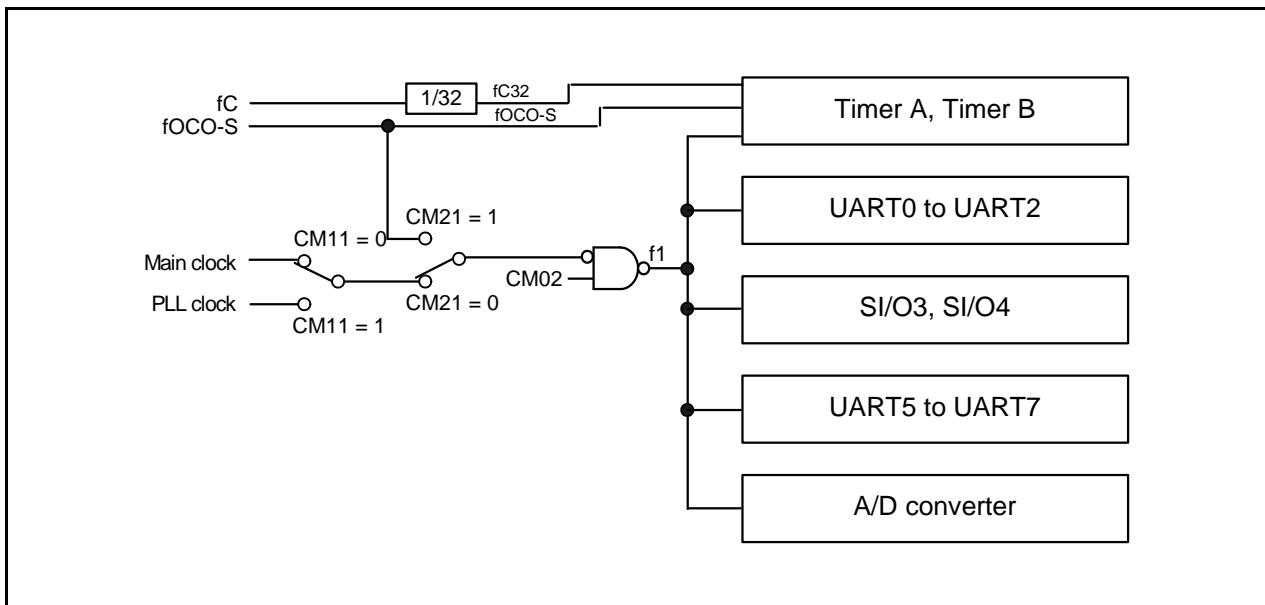 fC
1/32
fC32
fOCO-S
fOCO-S
Timer A, Timer B
UART0 to UART2
CM21 = 1
CM11 = 0
Main clock
f1
CM02
PLL clock
CM21 = 0
CM11 = 1
SI/O3, SI/O4
UART5 to UART7
A/D converter